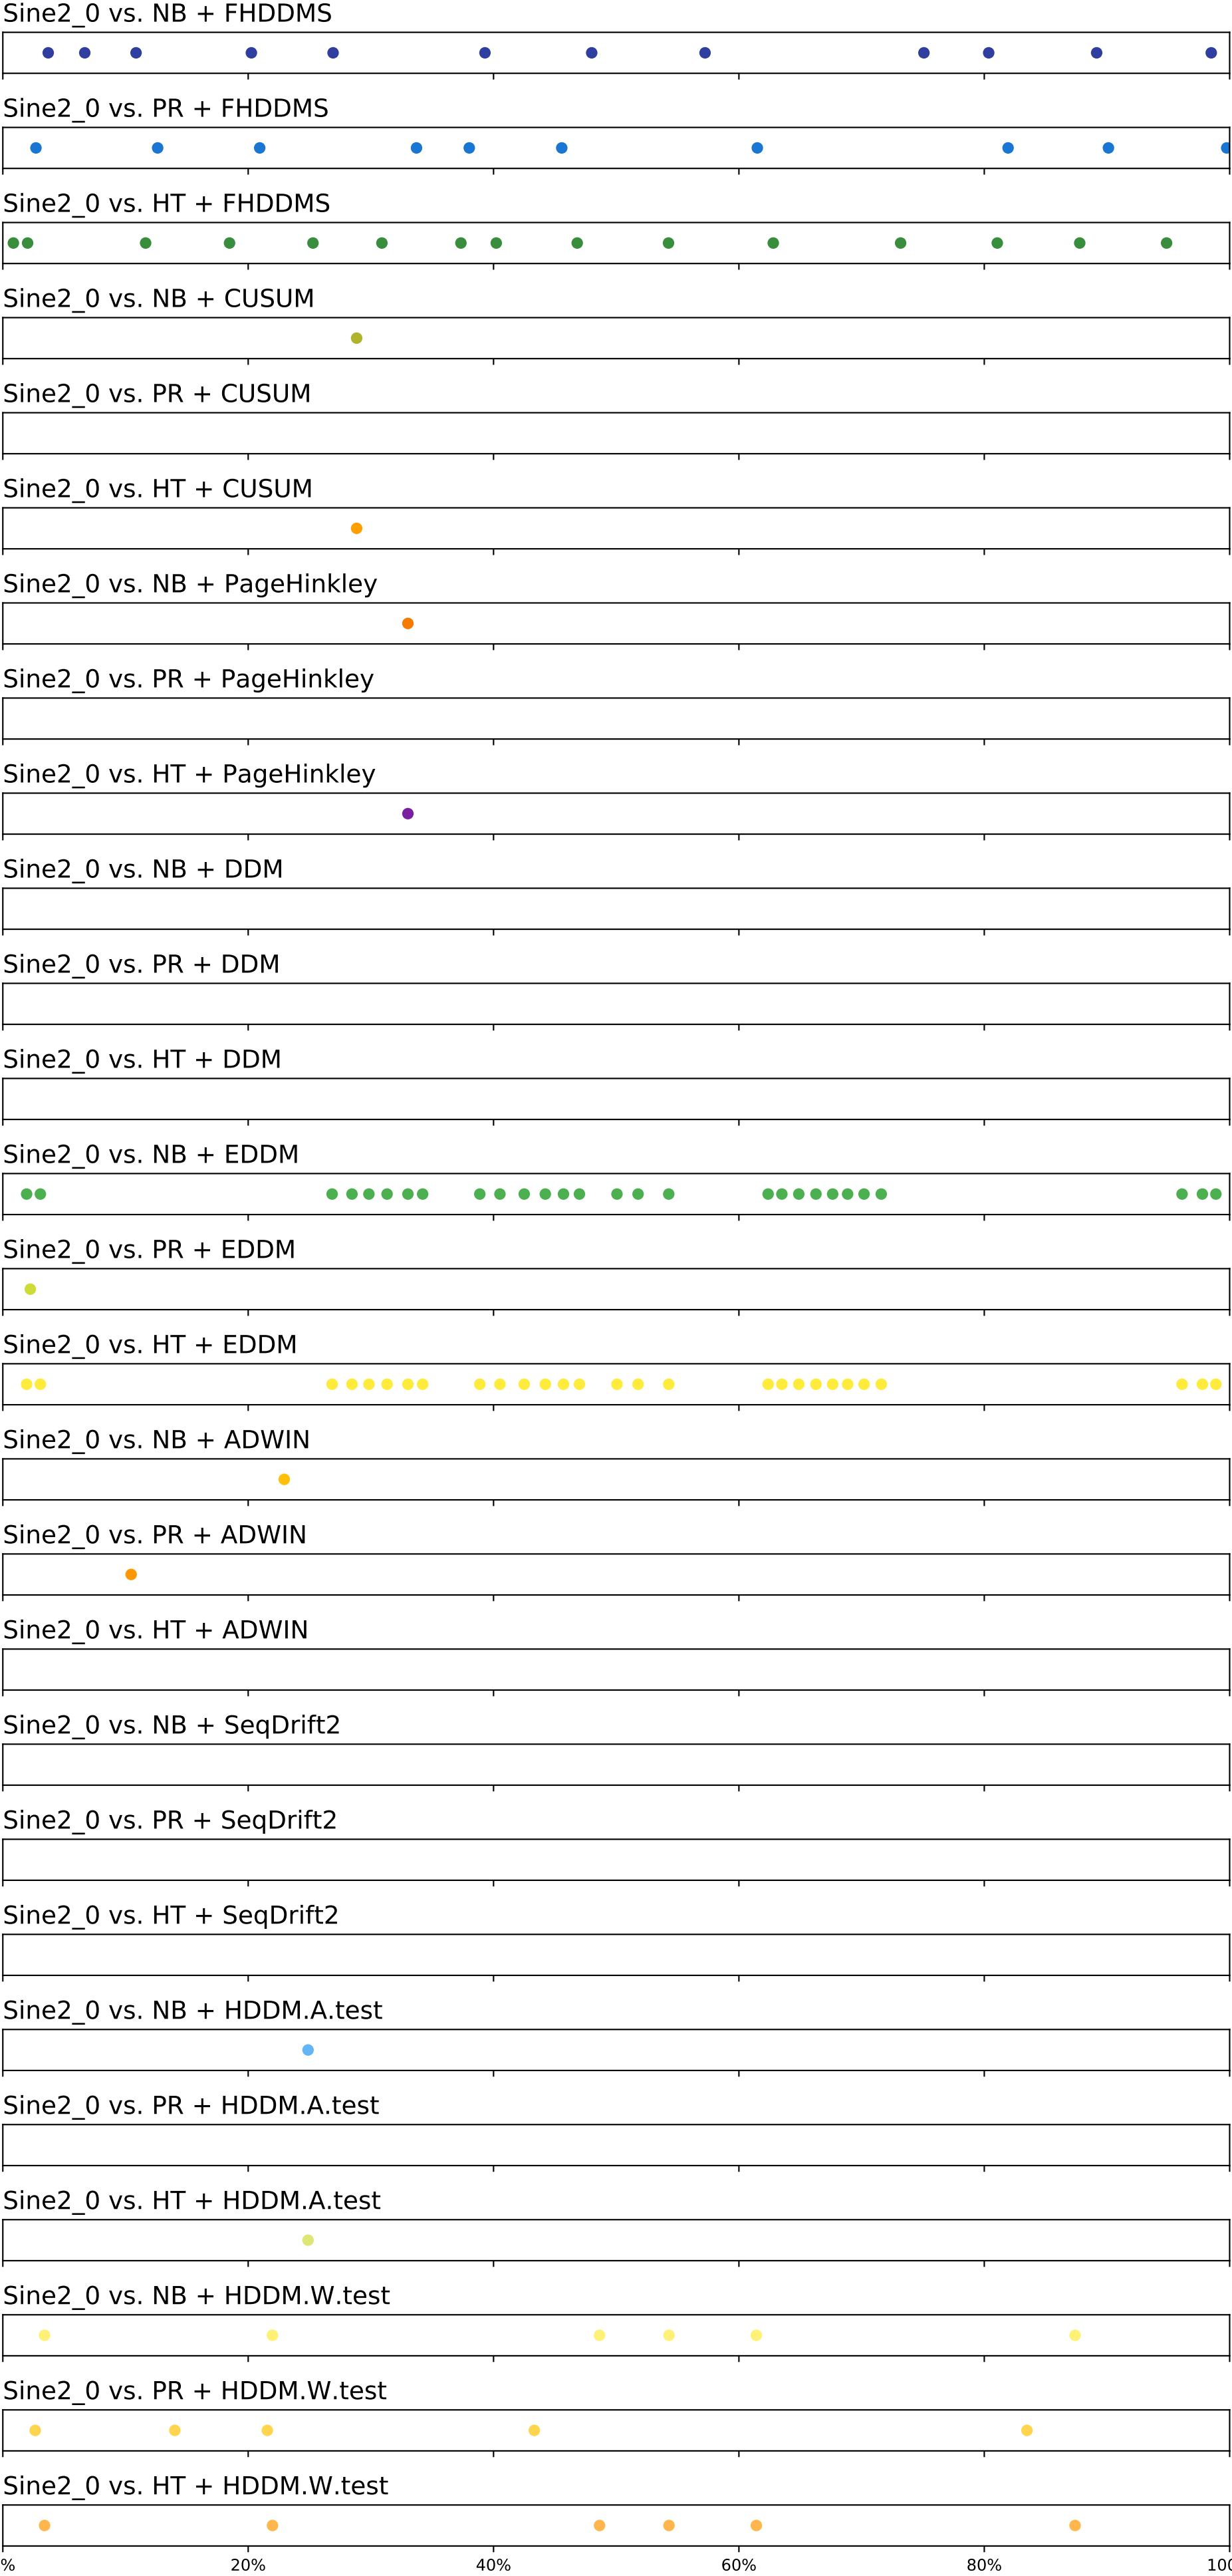 Sine2_0 vs. NB + FHDDMS
Sine2_0 vs. PR + FHDDMS
Sine2_0 vs. HT + FHDDMS
Sine2_0 vs. NB + CUSUM
Sine2_0 vs. PR + CUSUM
Sine2_0 vs. HT + CUSUM
Sine2_0 vs. NB + PageHinkley
Sine2_0 vs. PR + PageHinkley
Sine2_0 vs. HT + PageHinkley
Sine2_0 vs. NB + DDM
Sine2_0 vs. PR + DDM
Sine2_0 vs. HT + DDM
Sine2_0 vs. NB + EDDM
Sine2_0 vs. PR + EDDM
Sine2_0 vs. HT + EDDM
Sine2_0 vs. NB + ADWIN
Sine2_0 vs. PR + ADWIN
Sine2_0 vs. HT + ADWIN
Sine2_0 vs. NB + SeqDrift2
Sine2_0 vs. PR + SeqDrift2
Sine2_0 vs. HT + SeqDrift2
Sine2_0 vs. NB + HDDM.A.test
Sine2_0 vs. PR + HDDM.A.test
Sine2_0 vs. HT + HDDM.A.test
Sine2_0 vs. NB + HDDM.W.test
Sine2_0 vs. PR + HDDM.W.test
Sine2_0 vs. HT + HDDM.W.test
% 20% 40% 60% 80% 100